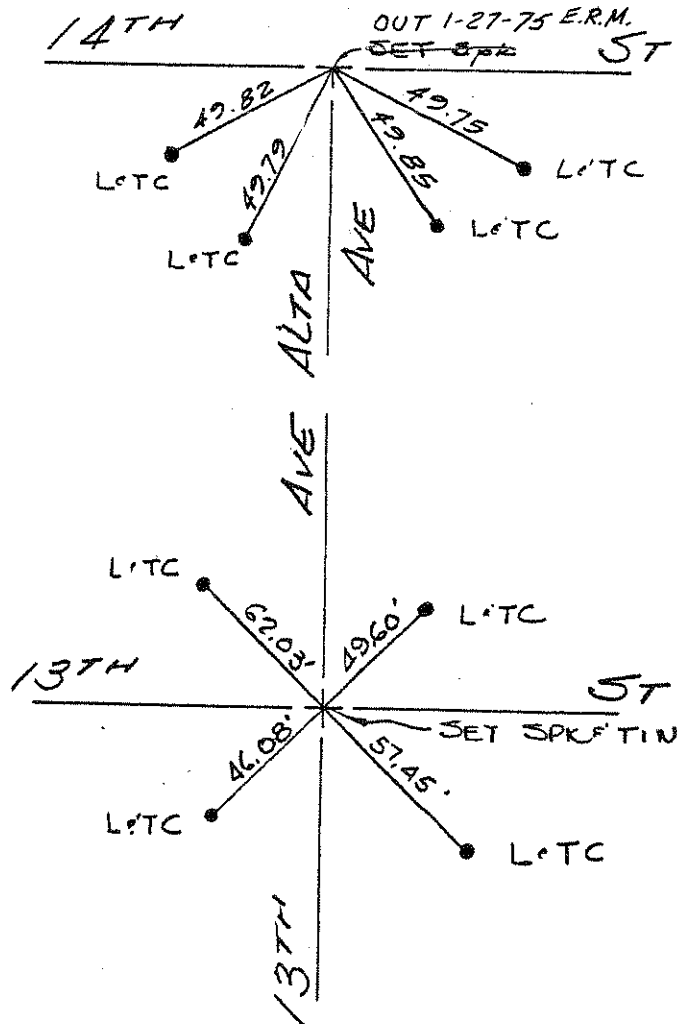 OUT 1-27-75 E.R.M.
14TH SET Spk ST
49.82 49.79 49.85 49.75
L&TC L&TC
L&TC L&TC
ALTA AVE
AVE
L&TC L&TC
62.03' 49.60'
13TH ST
SET SPK & TIN
46.08' 57.45'
L&TC L&TC
13TH